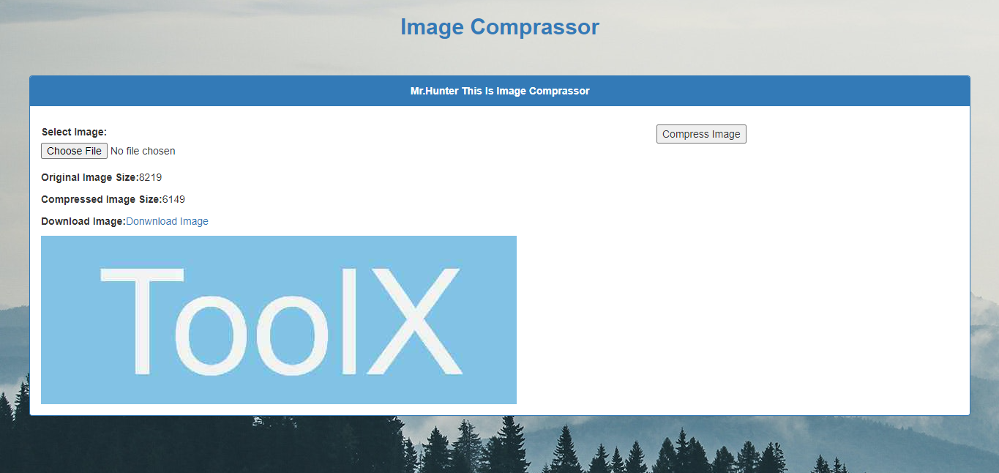 Image Comprassor
Mr.Hunter This Is Image Comprassor
Select Image:
Compress Image
Choose File No file chosen
Original Image Size:8219
Compressed Image Size:6149
Download Image:Donwnload Image
ToolX